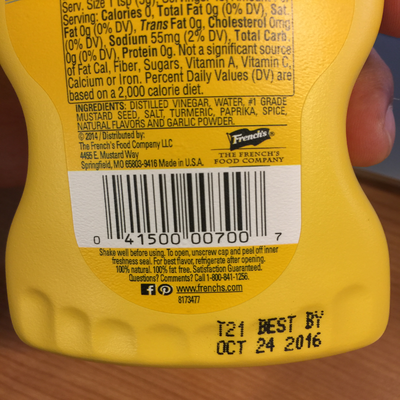 Serv. Size 1 tsp (5g)
Serving: Calories 0, Total Fat 0g (0% DV), Sat.
Fat 0g (0% DV), Trans Fat 0g, Cholesterol 0mg
(0% DV), Sodium 55mg (2% DV), Total Carb.
0g (0% DV), Protein 0g. Not a significant source
of Fat Cal, Fiber, Sugars, Vitamin A, Vitamin C,
Calcium or Iron. Percent Daily Values (DV) are
based on a 2,000 calorie diet.
INGREDIENTS: DISTILLED VINEGAR, WATER, #1 GRADE
MUSTARD SEED, SALT, TURMERIC, PAPRIKA, SPICE,
NATURAL FLAVORS AND GARLIC POWDER.
© 2014 / Distributed by:
The French's Food Company LLC
4455 E. Mustard Way
Springfield, MO 65803-9416 Made in U.S.A.
French's
THE FRENCH'S
FOOD COMPANY
0 41500 00700 7
Shake well before using. To open, unscrew cap and peel off inner
freshness seal. For best flavor, refrigerate after opening.
100% natural. 100% fat free. Satisfaction Guaranteed.
Questions? Comments? Call 1-800-841-1256.
www.frenchs.com
8173477
T21 BEST BY
OCT 24 2016